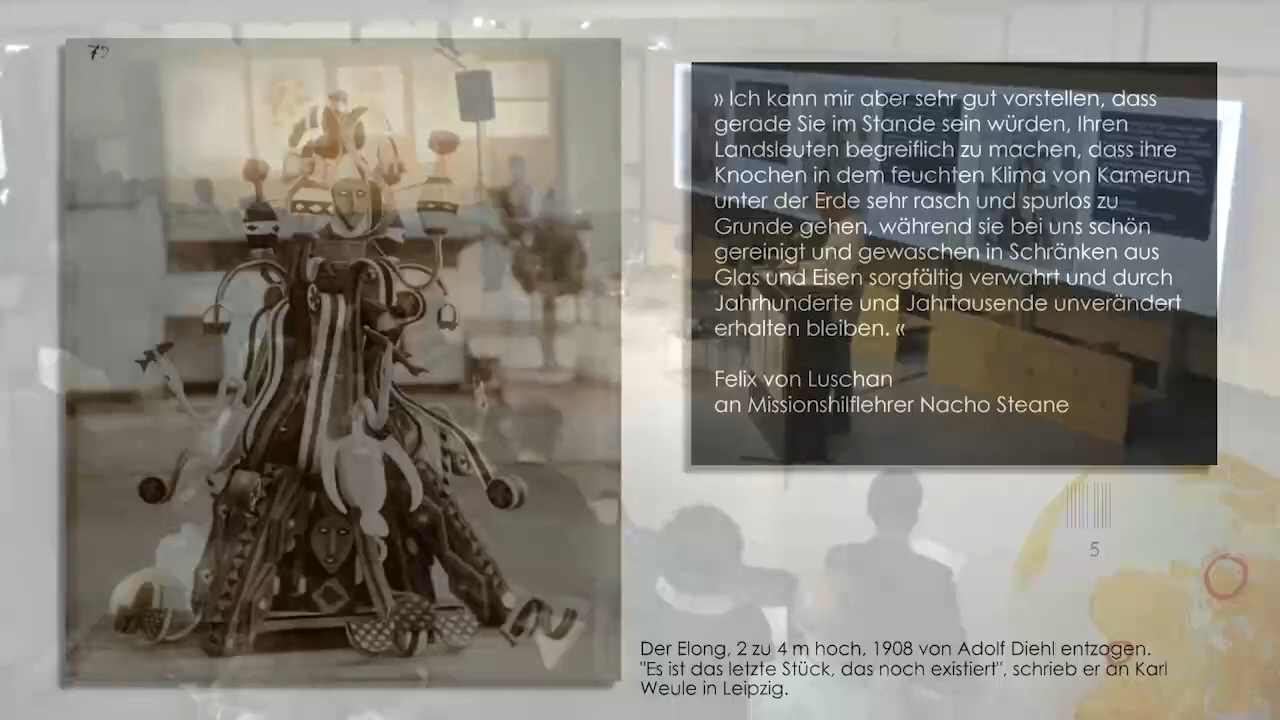 » Ich kann mir aber sehr gut vorstellen, dass
gerade Sie im Stande sein würden, Ihren
Landsleuten begreiflich zu machen, dass ihre
Knochen in dem feuchten Klima von Kamerun
unter der Erde sehr rasch und spurlos zu
Grunde gehen, während sie bei uns schön
gereinigt und gewaschen in Schränken aus
Glas und Eisen sorgfältig verwahrt und durch
Jahrhunderte und Jahrtausende unverändert
erhalten bleiben. «
Felix von Luschan
an Missionshilflehrer Nacho Steane
5
Der Elong, 2 zu 4 m hoch, 1908 von Adolf Diehl entzogen.
"Es ist das letzte Stück, das noch existiert", schrieb er an Karl
Weule in Leipzig.